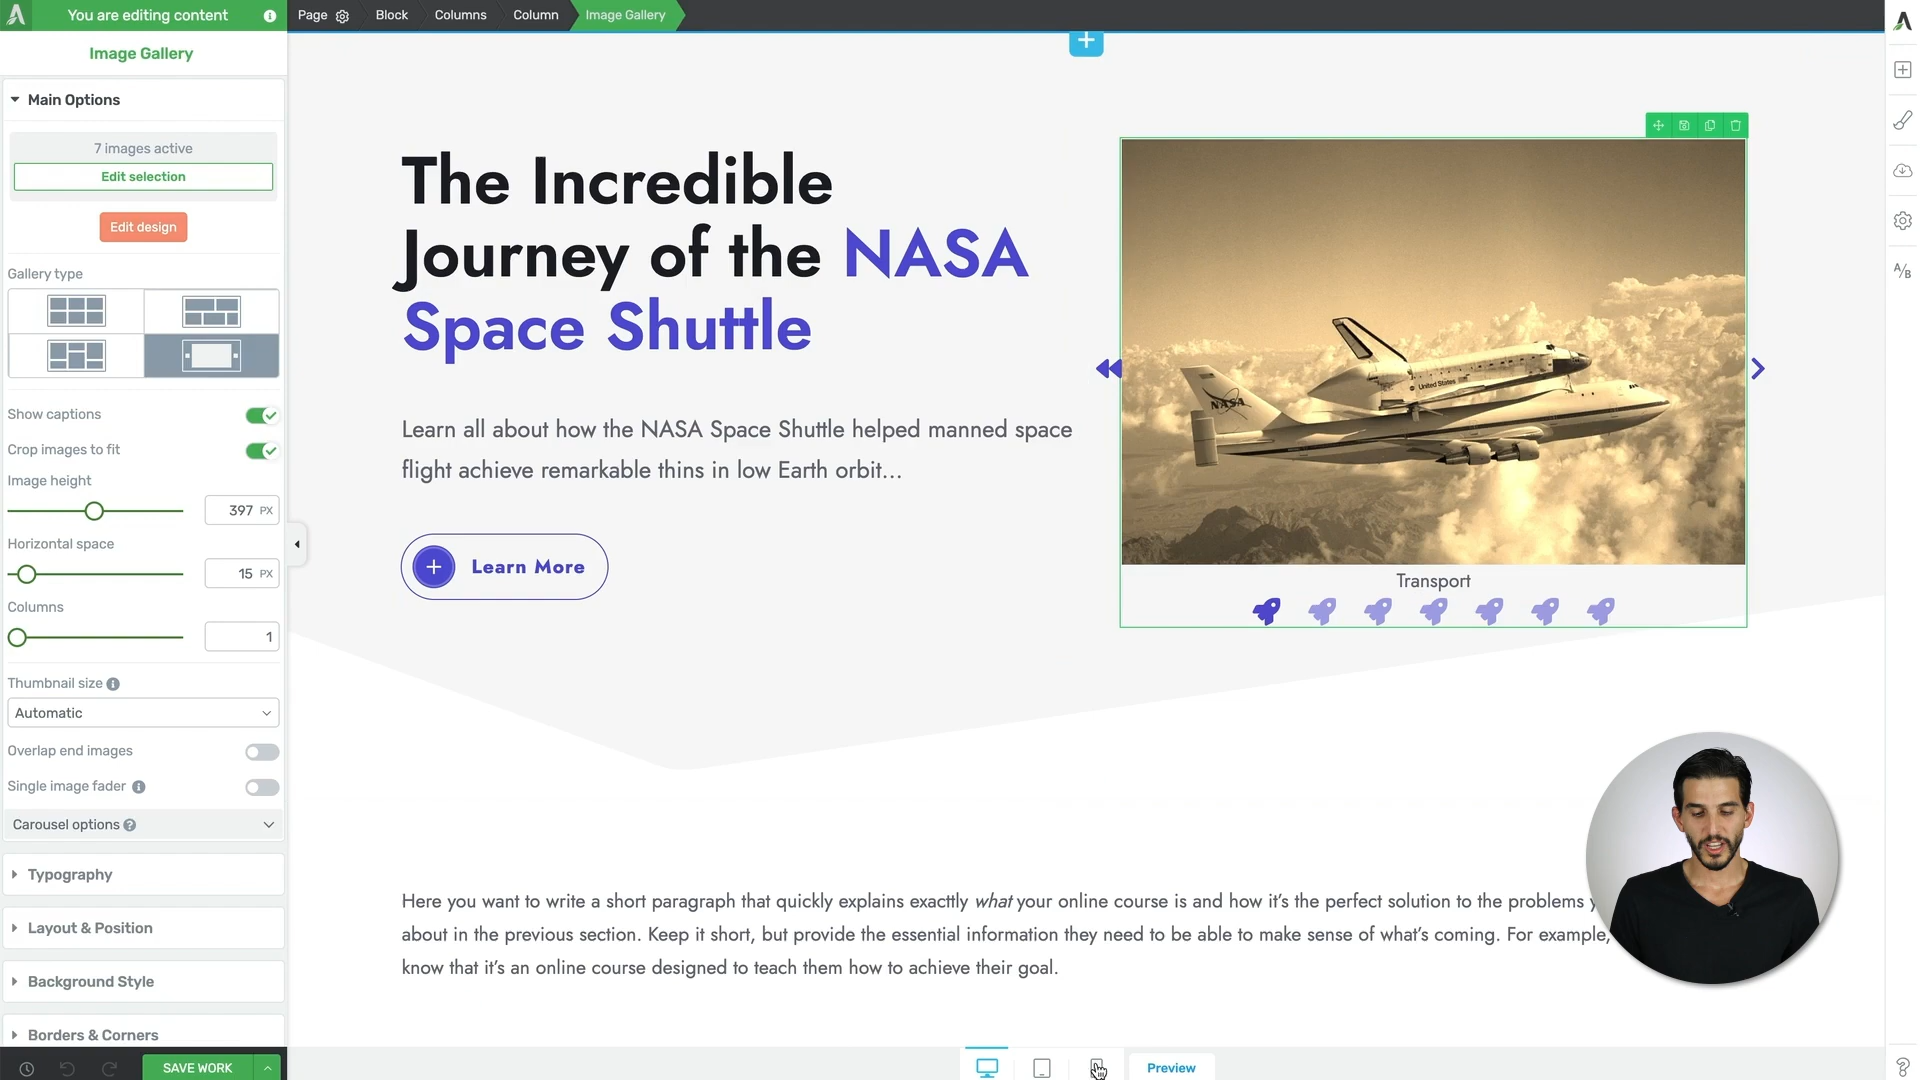 You are editing content
Page
Block
Columns
Column
Image Gallery
Image Gallery
Main Options
7 images active
Edit selection
Edit design
Gallery type
Show captions
Crop images to fit
Image height
397 PX
Horizontal space
15 PX
Columns
1
Thumbnail size
Automatic
Overlap end images
Single image fader
Carousel options
Typography
Layout & Position
Background Style
Borders & Corners
SAVE WORK
The Incredible
Journey of the NASA
Space Shuttle
Learn all about how the NASA Space Shuttle helped manned space
flight achieve remarkable thins in low Earth orbit...
Learn More
NASA
United States
Transport
Here you want to write a short paragraph that quickly explains exacttly what your online course is and how it's the perfect solution to the problems
about in the previous section. Keep it short, but provide the essential information they need to be able to make sense of what's coming. For example,
know that it's an online course designed to teach them how to achieve their goal.
Preview
A/B